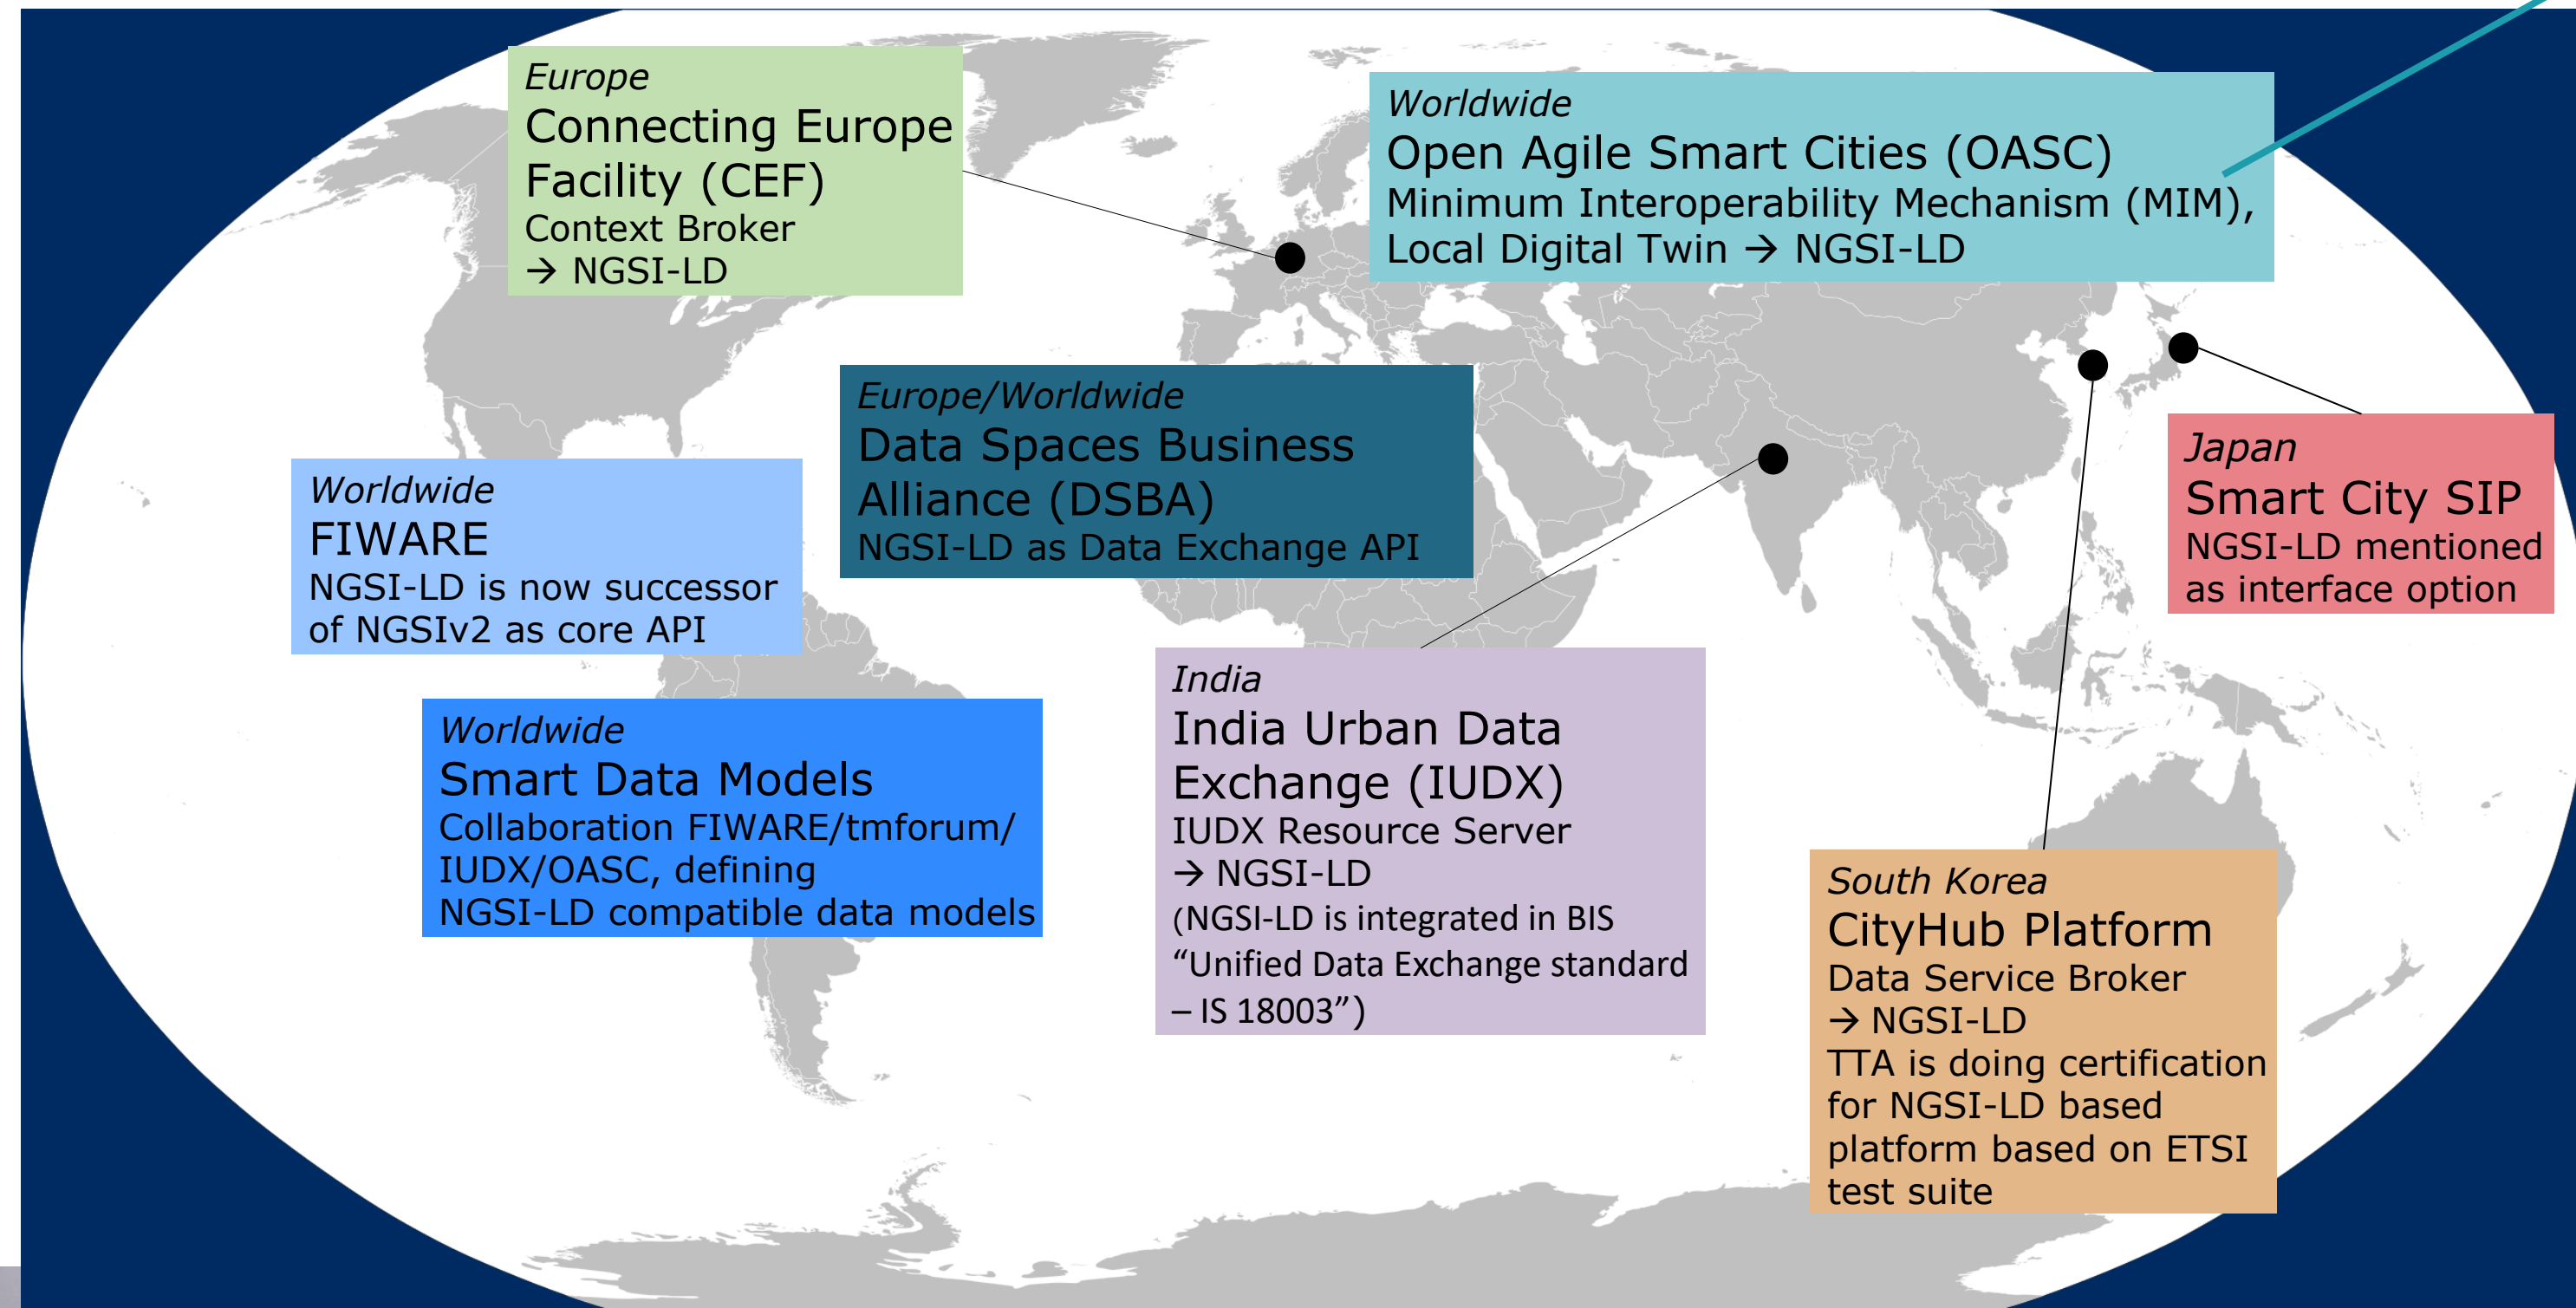 Europe
Connecting Europe
Facility (CEF)
Context Broker
→ NGSI-LD
Worldwide
Open Agile Smart Cities (OASC)
Minimum Interoperability Mechanism (MIM),
Local Digital Twin → NGSI-LD
Europe/Worldwide
Data Spaces Business
Alliance (DSBA)
NGSI-LD as Data Exchange API
Japan
Smart City SIP
NGSI-LD mentioned
as interface option
Worldwide
FIWARE
NGSI-LD is now successor
of NGSIv2 as core API
Worldwide
Smart Data Models
Collaboration FIWARE/tmforum/
IUDX/OASC, defining
NGSI-LD compatible data models
India
India Urban Data
Exchange (IUDX)
IUDX Resource Server
→ NGSI-LD
(NGSI-LD is integrated in BIS
“Unified Data Exchange standard
– IS 18003”)
South Korea
CityHub Platform
Data Service Broker
→ NGSI-LD
TTA is doing certification
for NGSI-LD based
platform based on ETSI
test suite